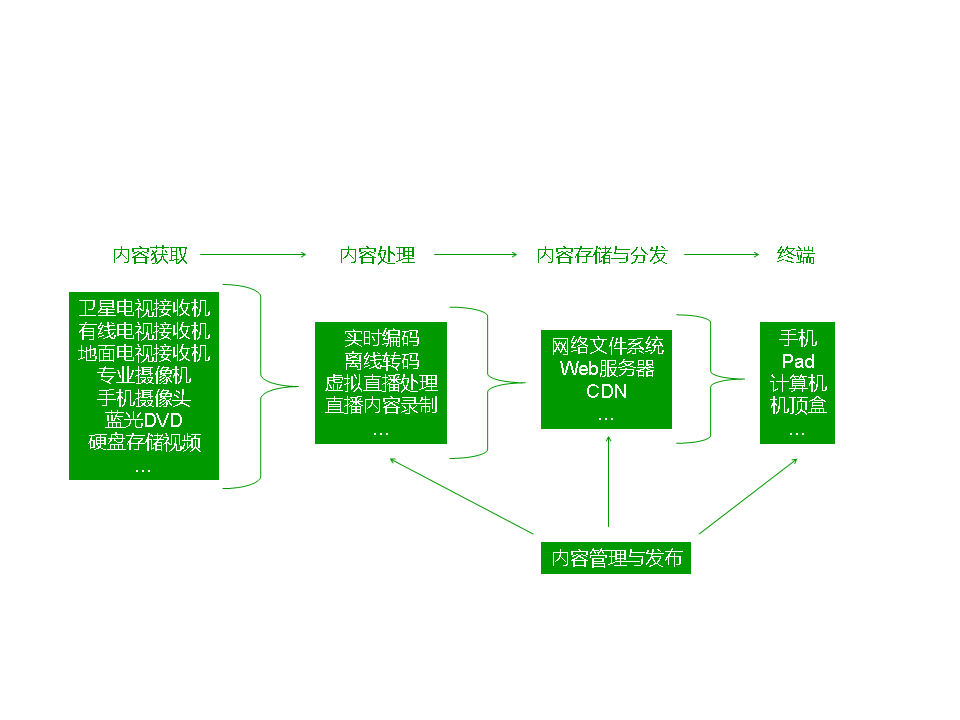 内容获取
内容处理
内容存储与分发
终端
卫星电视接收机
有线电视接收机
地面电视接收机
专业摄像机
手机摄像头
蓝光DVD
硬盘存储视频
…
实时编码
离线转码
虚拟直播处理
直播内容录制
…
网络文件系统
Web服务器
CDN
…
手机
Pad
计算机
机顶盒
…
内容管理与发布